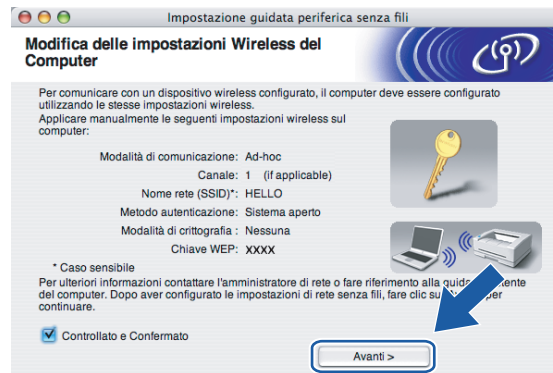 Impostazione guidata periferica senza fili
Modifica delle impostazioni Wireless del
Computer
Per comunicare con un dispositivo wireless configurato, il computer deve essere configurato
utilizzando le stesse impostazioni wireless.
Applicare manualmente le seguenti impostazioni wireless sul
computer:
Modalità di comunicazione: Ad-hoc
Canale: 1 (if applicable)
Nome rete (SSID)*: HELLO
Metodo autenticazione: Sistema aperto
Modalità di crittografia : Nessuna
Chiave WEP: XXXX
* Caso sensibile
Per ulteriori informazioni contattare l'amministratore di rete o fare riferimento alla
del computer. Dopo aver configurato le impostazioni di rete senza fili, fare clic per
continuare.
Controllato e Confermato
Avanti >